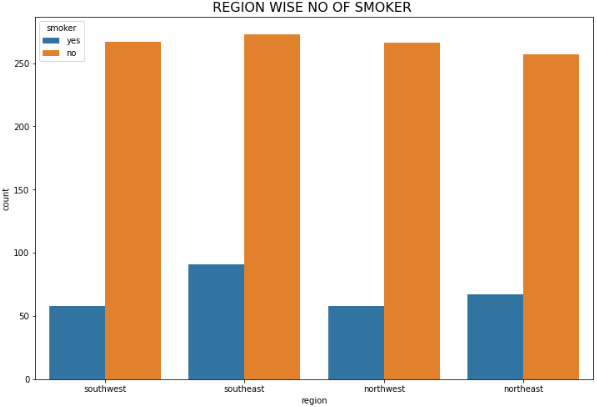 REGION WISE NO OF SMOKER
smoker
yes
no
250
200
150
100
50
0
count
southwest southeast northwest northeast
region